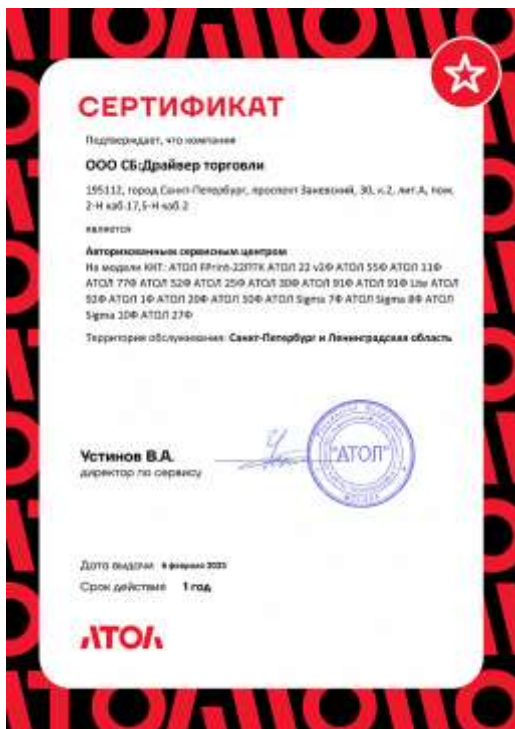 СЕРТИФИКАТ
Подтверждает, что компания
ООО СБ:Драйвер торговли
195112, город Санкт-Петербург, проспект Заневский, 30, к.2, лит.А, пом.
2-Н каб.17,5-Н каб.2
является
Авторизованным сервисным центром
На модели ККТ: АТОЛ FPrint-22ПТК АТОЛ 22 v2Ф АТОЛ 55Ф АТОЛ 11Ф
АТОЛ 77Ф АТОЛ 52Ф АТОЛ 25Ф АТОЛ 30Ф АТОЛ 91Ф АТОЛ 91Ф Lite АТОЛ
92Ф АТОЛ 1Ф АТОЛ 20Ф АТОЛ 50Ф АТОЛ Sigma 7Ф АТОЛ Sigma 8Ф АТОЛ
Sigma 10Ф АТОЛ 27Ф
Территория обслуживания: Санкт-Петербург и Ленинградская область
Устинов В.А.
директор по сервису
"АТОЛ"
МОСКВА
Дата выдачи февраля
Срок действия 1 год
АТОЛ